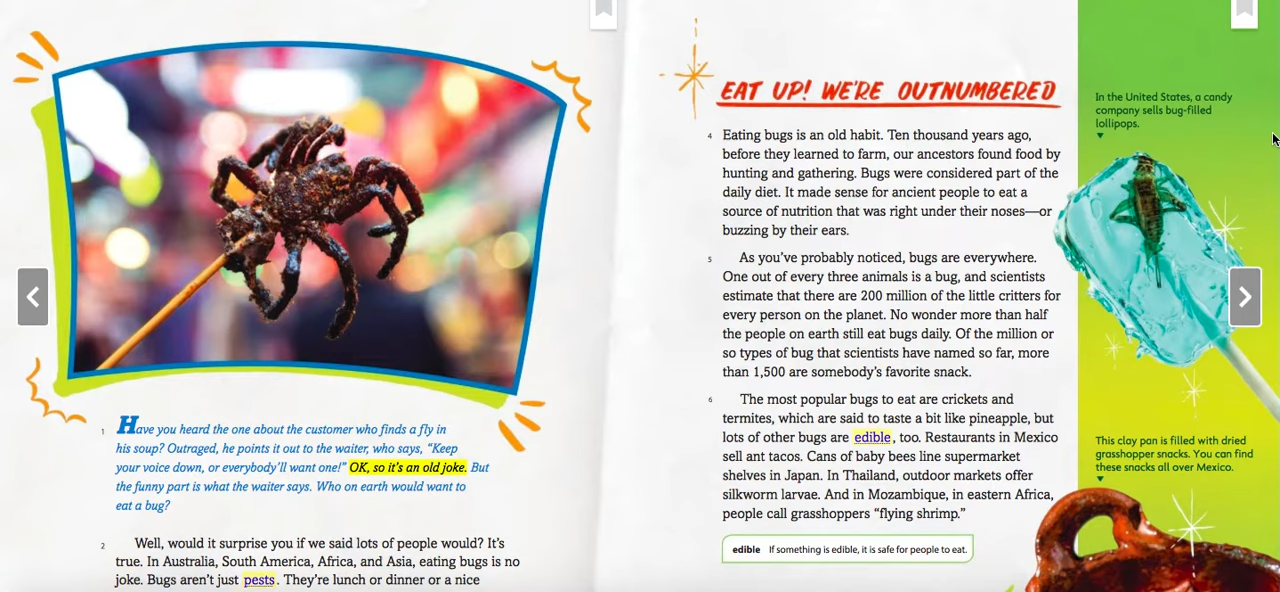 1 Have you heard the one about the customer who finds a fly in
his soup? Outraged, he points it out to the waiter, who says, “Keep
your voice down, or everybody’ll want one!” OK, so it’s an old joke. But
the funny part is what the waiter says. Who on earth would want to
eat a bug?
2 Well, would it surprise you if we said lots of people would? It’s
true. In Australia, South America, Africa, and Asia, eating bugs is no
joke. Bugs aren’t just pests. They’re lunch or dinner or a nice
EAT UP! WE'RE OUTNUMBERED
4 Eating bugs is an old habit. Ten thousand years ago,
before they learned to farm, our ancestors found food by
hunting and gathering. Bugs were considered part of the
daily diet. It made sense for ancient people to eat a
source of nutrition that was right under their noses—or
buzzing by their ears.
5 As you’ve probably noticed, bugs are everywhere.
One out of every three animals is a bug, and scientists
estimate that there are 200 million of the little critters for
every person on the planet. No wonder more than half
the people on earth still eat bugs daily. Of the million or
so types of bug that scientists have named so far, more
than 1,500 are somebody’s favorite snack.
6 The most popular bugs to eat are crickets and
termites, which are said to taste a bit like pineapple, but
lots of other bugs are edible, too. Restaurants in Mexico
sell ant tacos. Cans of baby bees line supermarket
shelves in Japan. In Thailand, outdoor markets offer
silkworm larvae. And in Mozambique, in eastern Africa,
people call grasshoppers “flying shrimp.”
edible If something is edible, it is safe for people to eat.
In the United States, a candy
company sells bug-filled
lollipops.
This clay pan is filled with dried
grasshopper snacks. You can find
these snacks all over Mexico.